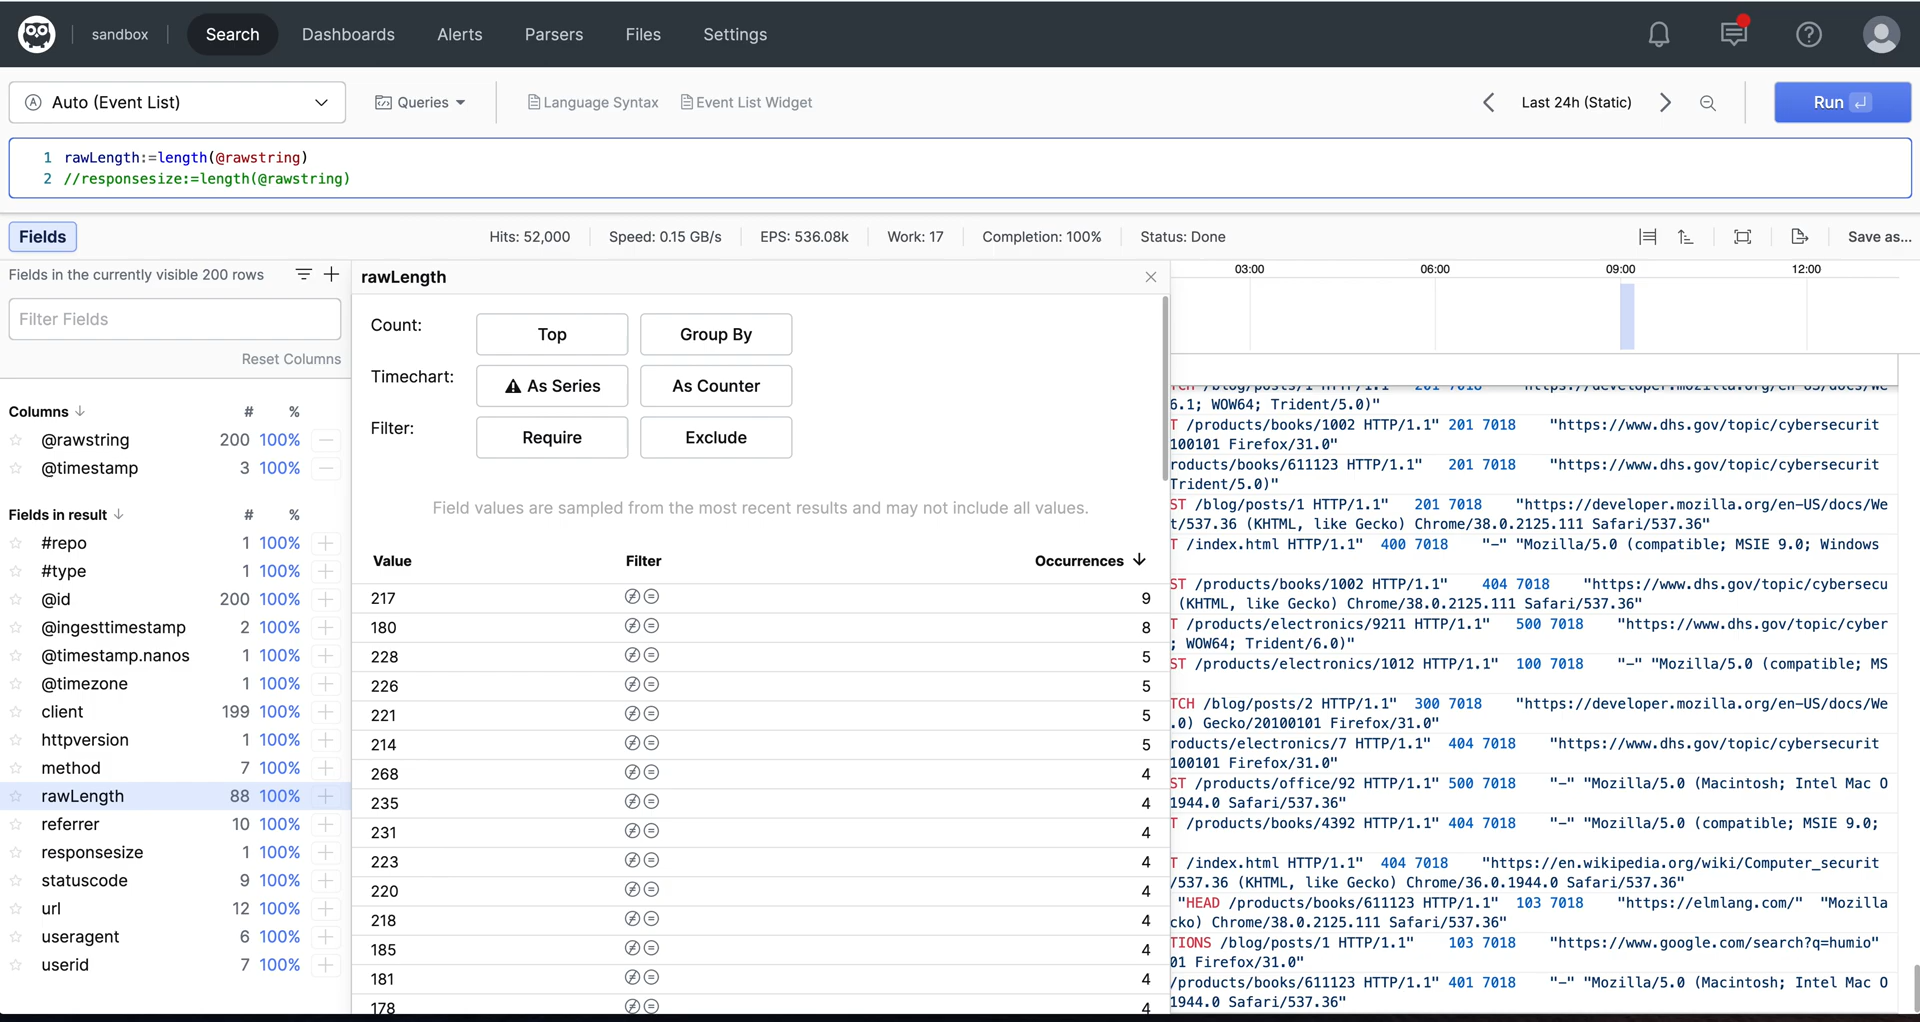 sandbox
Search
Dashboards
Alerts
Parsers
Files
Settings
Auto (Event List)
Queries
Language Syntax
Event List Widget
Last 24h (Static)
Run
1 rawLength:=length(@rawstring)
2 //responsesize:=length(@rawstring)
Fields
Hits: 52,000
Speed: 0.15 GB/s
EPS: 536.08k
Work: 17
Completion: 100%
Status: Done
Save as...
Fields in the currently visible 200 rows
Filter Fields
Reset Columns
Columns # %
@rawstring 200 100%
@timestamp 3 100%
Fields in result # %
#repo 1 100%
#type 1 100%
@id 200 100%
@ingesttimestamp 2 100%
@timestamp.nanos 1 100%
@timezone 1 100%
client 199 100%
httpversion 1 100%
method 7 100%
rawLength 88 100%
referrer 10 100%
responsesize 1 100%
statuscode 9 100%
url 12 100%
useragent 6 100%
userid 7 100%
rawLength
Count: Top Group By
Timechart: As Series As Counter
Filter: Require Exclude
Field values are sampled from the most recent results and may not include all values.
Value Filter Occurrences
217 9
180 8
228 5
226 5
221 5
214 5
268 4
235 4
231 4
223 4
220 4
218 4
185 4
181 4
178 4
03:00 06:00 09:00 12:00
6.1; WOW64; Trident/5.0)"
T /products/books/1002 HTTP/1.1" 201 7018 "https://www.dhs.gov/topic/cybersecurit
100101 Firefox/31.0"
roducts/books/611123 HTTP/1.1" 201 7018 "https://www.dhs.gov/topic/cybersecurit
Trident/5.0)"
ST /blog/posts/1 HTTP/1.1" 201 7018 "https://developer.mozilla.org/en-US/docs/We
t/537.36 (KHTML, like Gecko) Chrome/38.0.2125.111 Safari/537.36"
T /index.html HTTP/1.1" 400 7018 "-" "Mozilla/5.0 (compatible; MSIE 9.0; Windows
ST /products/books/1002 HTTP/1.1" 404 7018 "https://www.dhs.gov/topic/cybersecu
(KHTML, like Gecko) Chrome/38.0.2125.111 Safari/537.36"
T /products/electronics/9211 HTTP/1.1" 500 7018 "https://www.dhs.gov/topic/cyber
; WOW64; Trident/6.0)"
ST /products/electronics/1012 HTTP/1.1" 100 7018 "-" "Mozilla/5.0 (compatible; MS
TCH /blog/posts/2 HTTP/1.1" 300 7018 "https://developer.mozilla.org/en-US/docs/We
.0) Gecko/20100101 Firefox/31.0"
roducts/electronics/7 HTTP/1.1" 404 7018 "https://www.dhs.gov/topic/cybersecurit
100101 Firefox/31.0"
ST /products/office/92 HTTP/1.1" 500 7018 "-" "Mozilla/5.0 (Macintosh; Intel Mac O
1944.0 Safari/537.36"
T /products/books/4392 HTTP/1.1" 404 7018 "-" "Mozilla/5.0 (compatible; MSIE 9.0;
T /index.html HTTP/1.1" 404 7018 "https://en.wikipedia.org/wiki/Computer_securit
/537.36 (KHTML, like Gecko) Chrome/36.0.1944.0 Safari/537.36"
"HEAD /products/books/611123 HTTP/1.1" 103 7018 "https://elmlang.com/" "Mozilla
cko) Chrome/38.0.2125.111 Safari/537.36"
TIONS /blog/posts/1 HTTP/1.1" 103 7018 "https://www.google.com/search?q=humio"
01 Firefox/31.0"
/products/books/611123 HTTP/1.1" 401 7018 "-" "Mozilla/5.0 (Macintosh; Intel Mac O
1944.0 Safari/537.36"